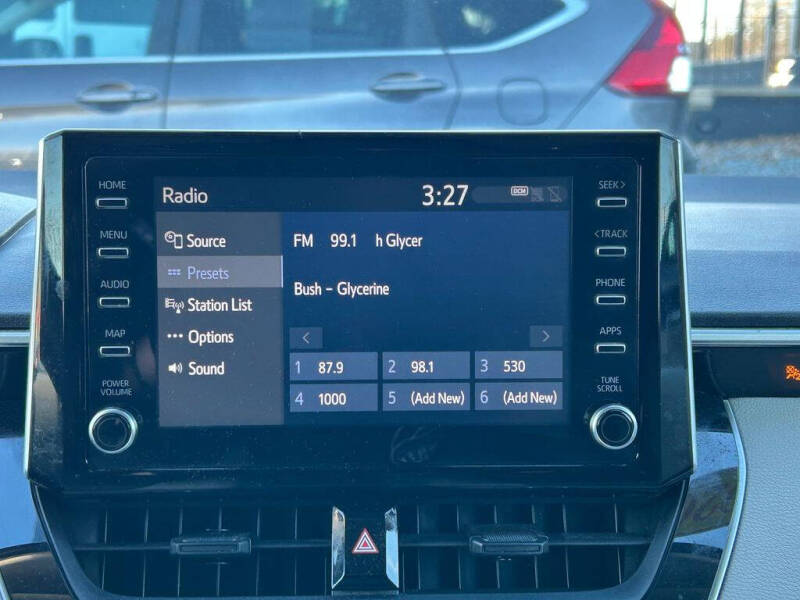 HOME
MENU
AUDIO
MAP
POWER
VOLUME
Radio
3:27
DCM
Source
Presets
Station List
Options
Sound
FM 99.1 h Glycer
Bush - Glycerine
<
>
1 87.9
2 98.1
3 530
4 1000
5 (Add New)
6 (Add New)
SEEK>
<TRACK
PHONE
APPS
TUNE
SCROLL